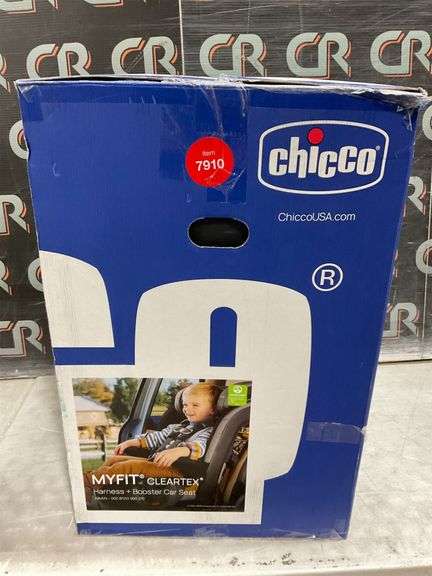 CR CR CR CR
Item
7910
chicco®
ChiccoUSA.com
®
MYFIT® CLEARTEX®
Harness + Booster Car Seat